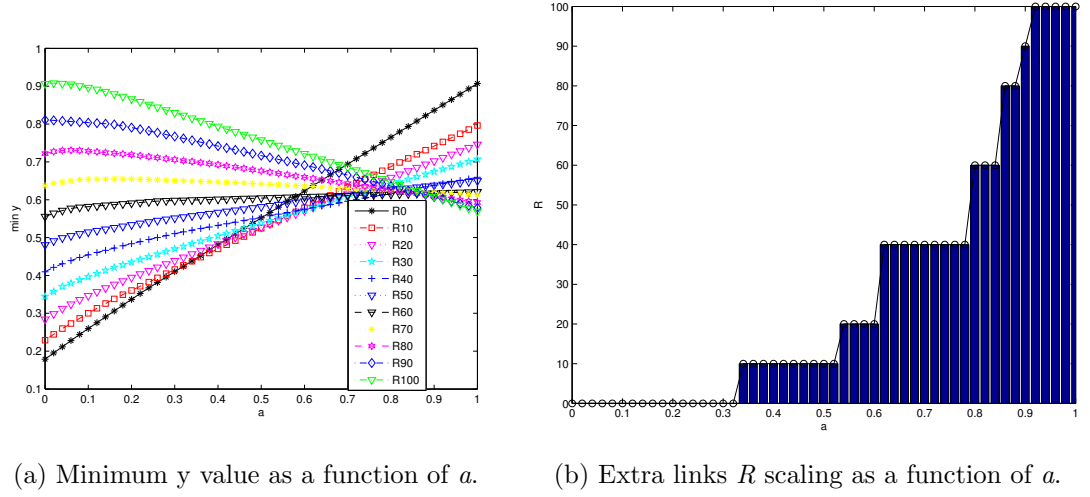 1
0.9
0.8
0.7
0.6
0.5
0.4
0.3
0.2
0.1
min y
0 0.1 0.2 0.3 0.4 0.5 0.6 0.7 0.8 0.9 1
a
R0
R10
R20
R30
R40
R50
R60
R70
R80
R90
R100
100
90
80
70
60
50
40
30
20
10
0
R
0 0.1 0.2 0.3 0.4 0.5 0.6 0.7 0.8 0.9 1
a
(a) Minimum y value as a function of a.
(b) Extra links R scaling as a function of a.